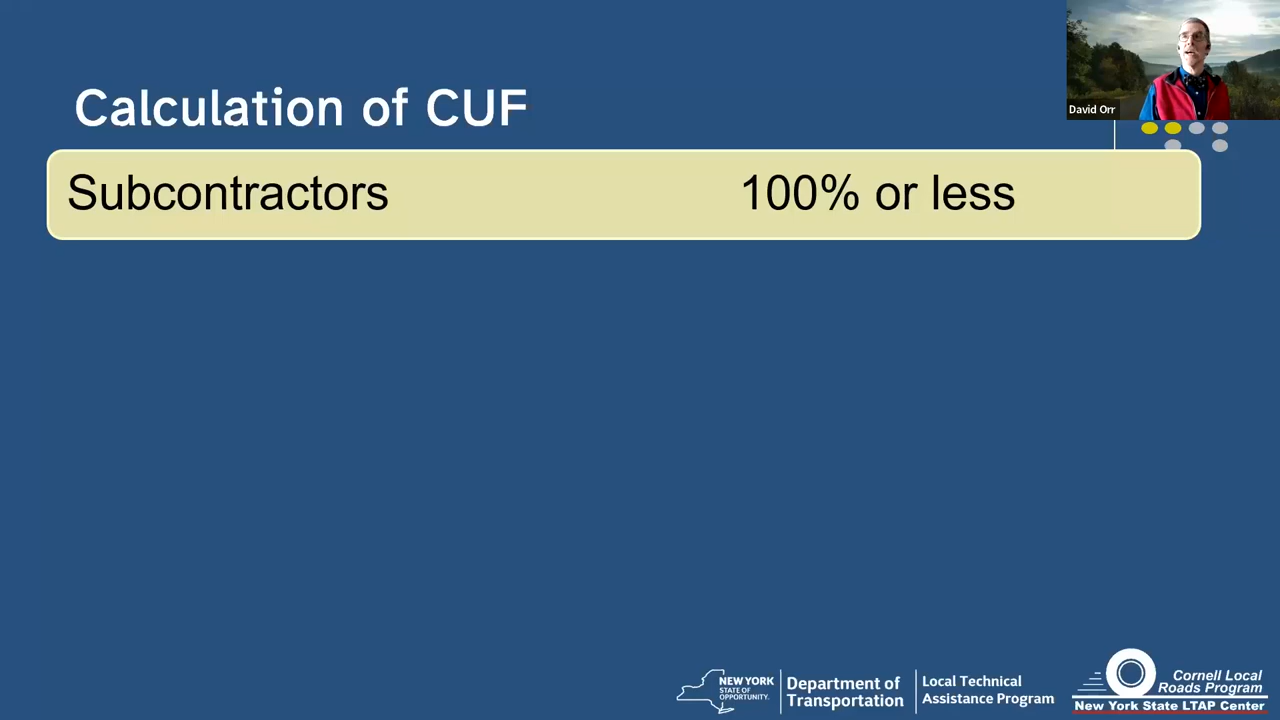 David Orr
Calculation of CUF
Subcontractors 100% or less
NEW YORK
STATE OF
OPPORTUNITY.
Department of
Transportation
Local Technical
Assistance Program
Cornell Local
Roads Program
New York State LTAP Center